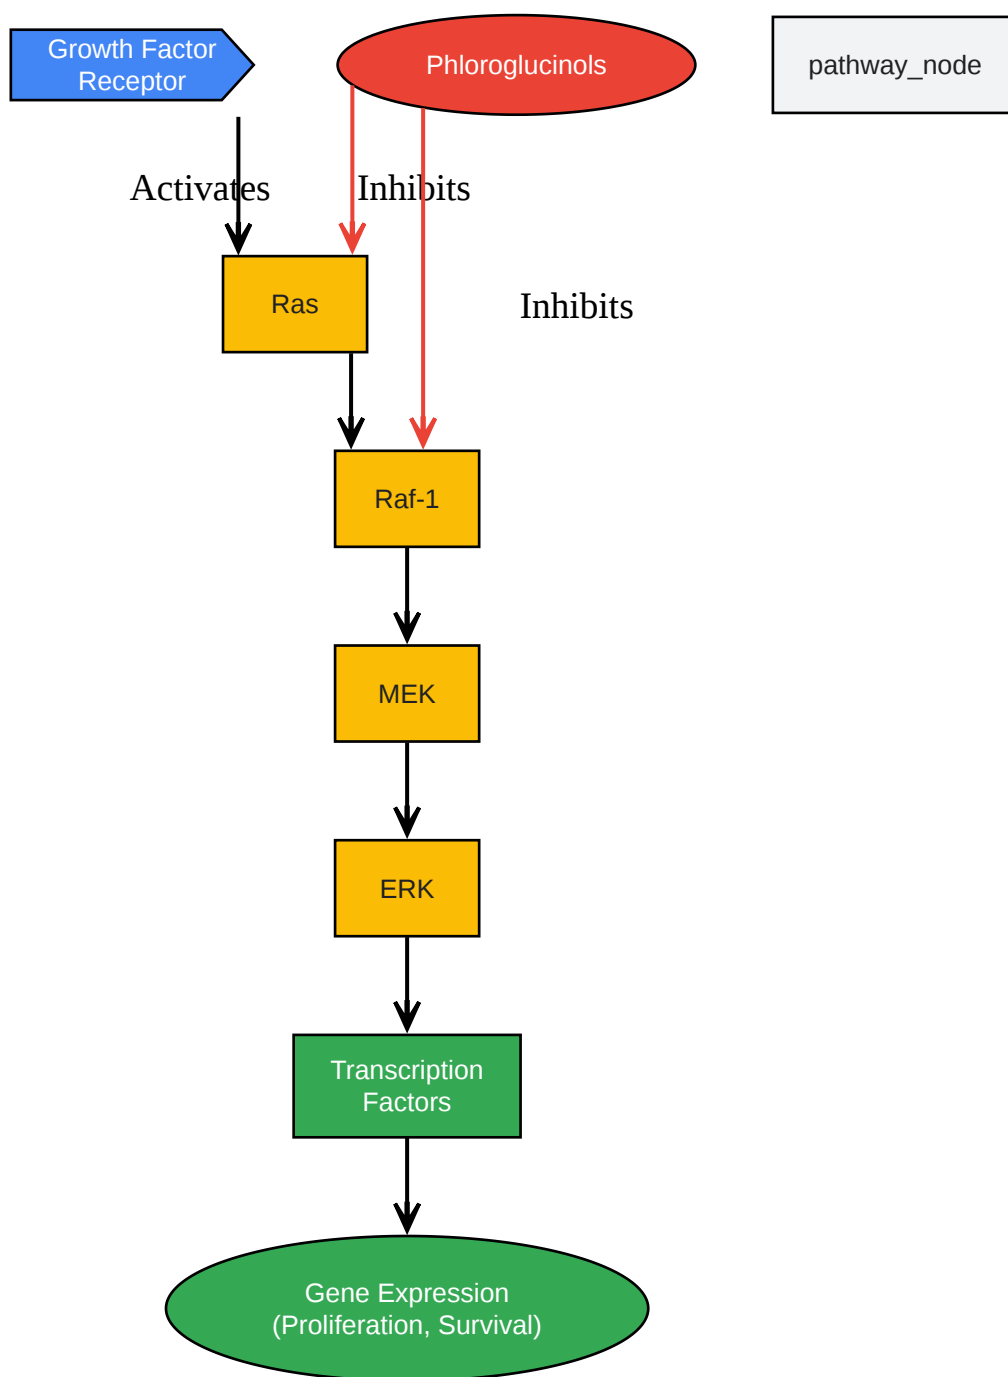 Growth Factor
Receptor
Phloroglucinols
pathway_node
Activates
Inhibits
Ras
Inhibits
Raf-1
MEK
ERK
Transcription
Factors
Gene Expression
(Proliferation, Survival)